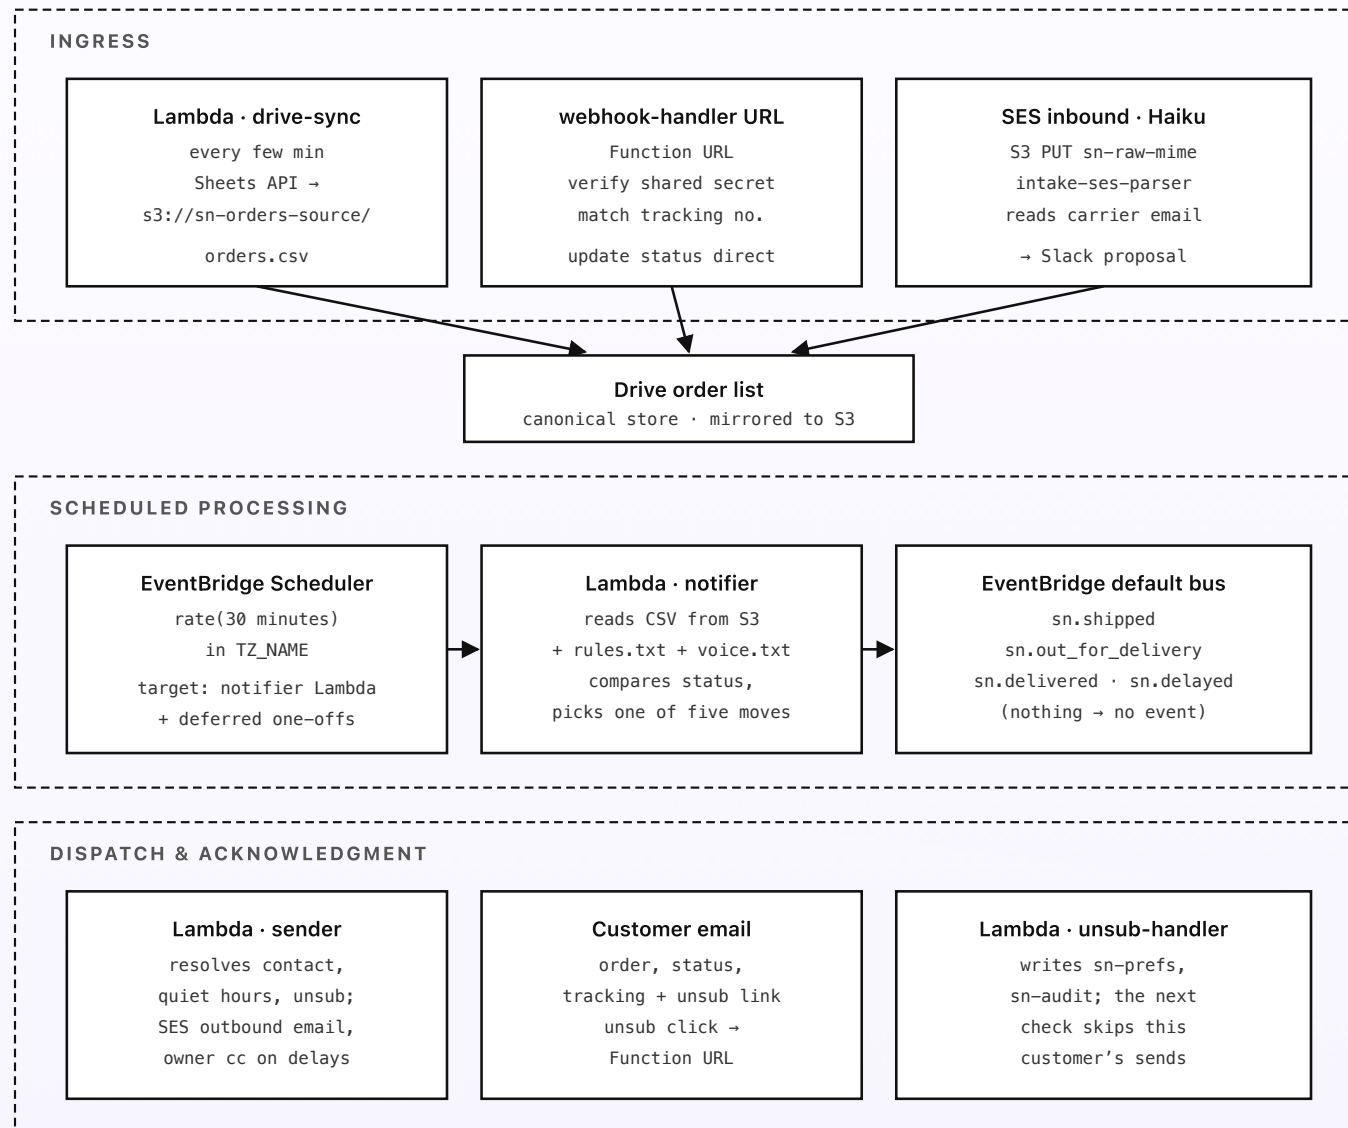 INGRESS
Lambda · drive-sync
every few min
Sheets API →
s3://sn-orders-source/
orders.csv
webhook-handler URL
Function URL
verify shared secret
match tracking no.
update status direct
SES inbound · Haiku
S3 PUT sn-raw-mime
intake-ses-parser
reads carrier email
→ Slack proposal
Drive order list
canonical store · mirrored to S3
SCHEDULED PROCESSING
EventBridge Scheduler
rate(30 minutes)
in TZ_NAME
target: notifier Lambda
+ deferred one-offs
Lambda · notifier
reads CSV from S3
+ rules.txt + voice.txt
compares status,
picks one of five moves
EventBridge default bus
sn.shipped
sn.out_for_delivery
sn.delivered · sn.delayed
(nothing → no event)
DISPATCH & ACKNOWLEDGMENT
Lambda · sender
resolves contact,
quiet hours, unsub;
SES outbound email,
owner cc on delays
Customer email
order, status,
tracking + unsub link
unsub click →
Function URL
Lambda · unsub-handler
writes sn-prefs,
sn-audit; the next
check skips this
customer’s sends